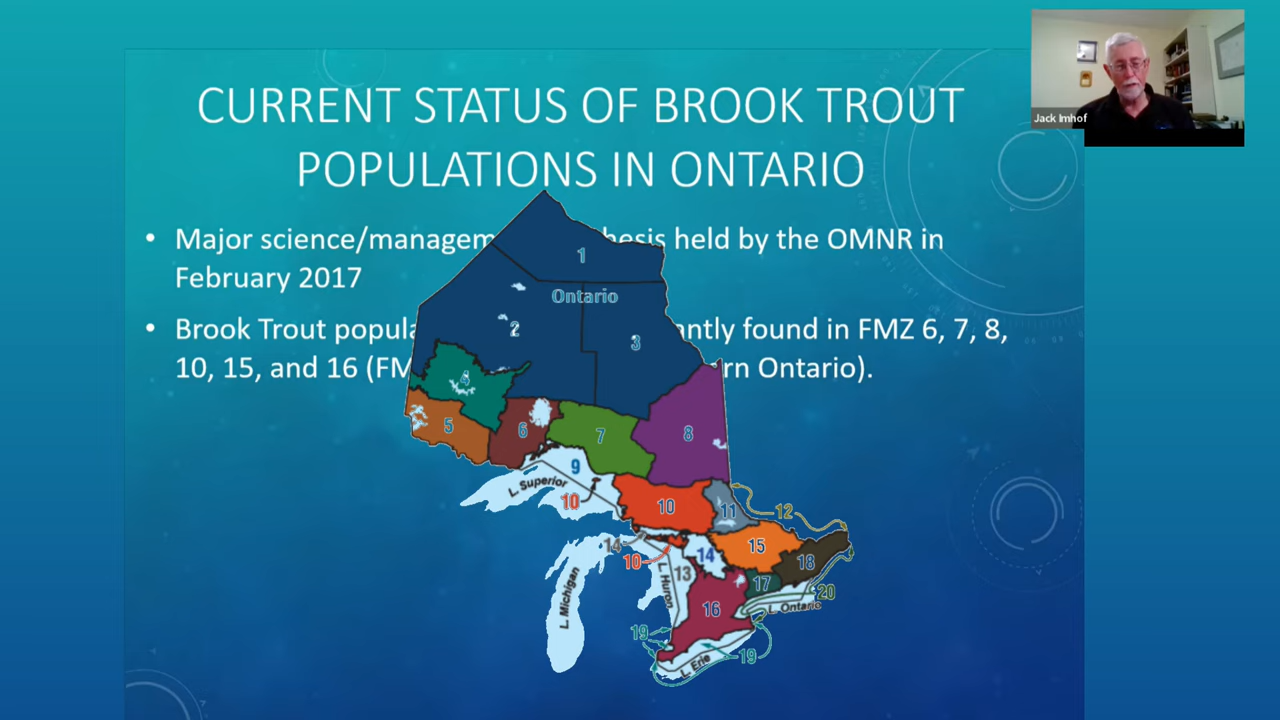 Jack Imhof
CURRENT STATUS OF BROOK TROUT
POPULATIONS IN ONTARIO
• Major science/managem hesis held by the OMNR in
February 2017
• Brook Trout popula antly found in FMZ 6, 7, 8,
10, 15, and 16 (FM rn Ontario).
1
Ontario
2
3
4
5
6
7
8
9
L. Superior
10
10
11
12
14
10
14
15
18
13
17
L. Huron
L. Michigan
16
20
L. Ontario
19
19
L. Erie